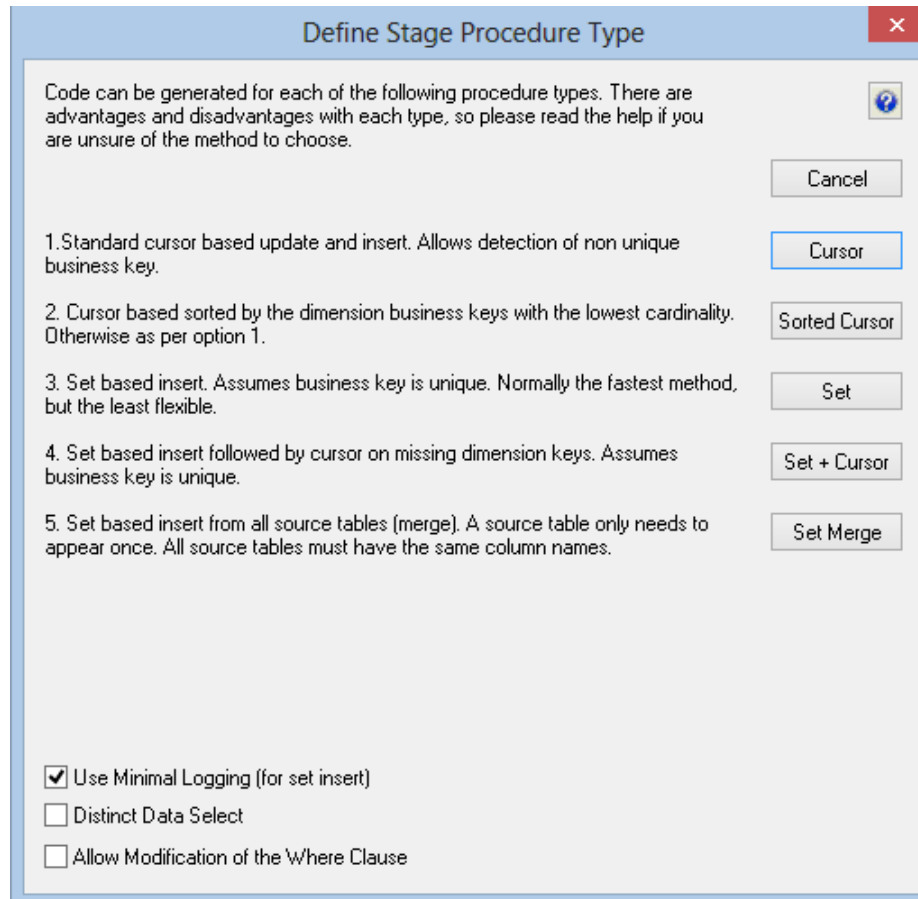 Define Stage Procedure Type
Code can be generated for each of the following procedure types. There are
advantages and disadvantages with each type, so please read the help if you
are unsure of the method to choose.
Cancel
1.Standard cursor based update and insert. Allows detection of non unique
business key.
Cursor
2. Cursor based sorted by the dimension business keys with the lowest cardinality.
Otherwise as per option 1.
Sorted Cursor
3. Set based insert. Assumes business key is unique. Normally the fastest method,
but the least flexible.
Set
4. Set based insert followed by cursor on missing dimension keys. Assumes
business key is unique.
Set + Cursor
5. Set based insert from all source tables (merge). A source table only needs to
appear once. All source tables must have the same column names.
Set Merge
Use Minimal Logging (for set insert)
Distinct Data Select
Allow Modification of the Where Clause